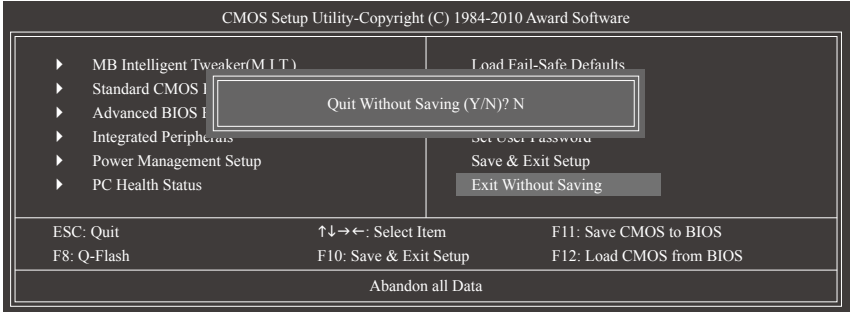 CMOS Setup Utility-Copyright (C) 1984-2010 Award Software
MB Intelligent Tweaker(M.I.T.)
Standard CMOS
Advanced BIOS
Integrated Peripherals
Power Management Setup
PC Health Status
Load Fail-Safe Defaults
Set User Password
Save & Exit Setup
Exit Without Saving
Quit Without Saving (Y/N)? N
ESC: Quit
↑↓→←: Select Item
F11: Save CMOS to BIOS
F8: Q-Flash
F10: Save & Exit Setup
F12: Load CMOS from BIOS
Abandon all Data